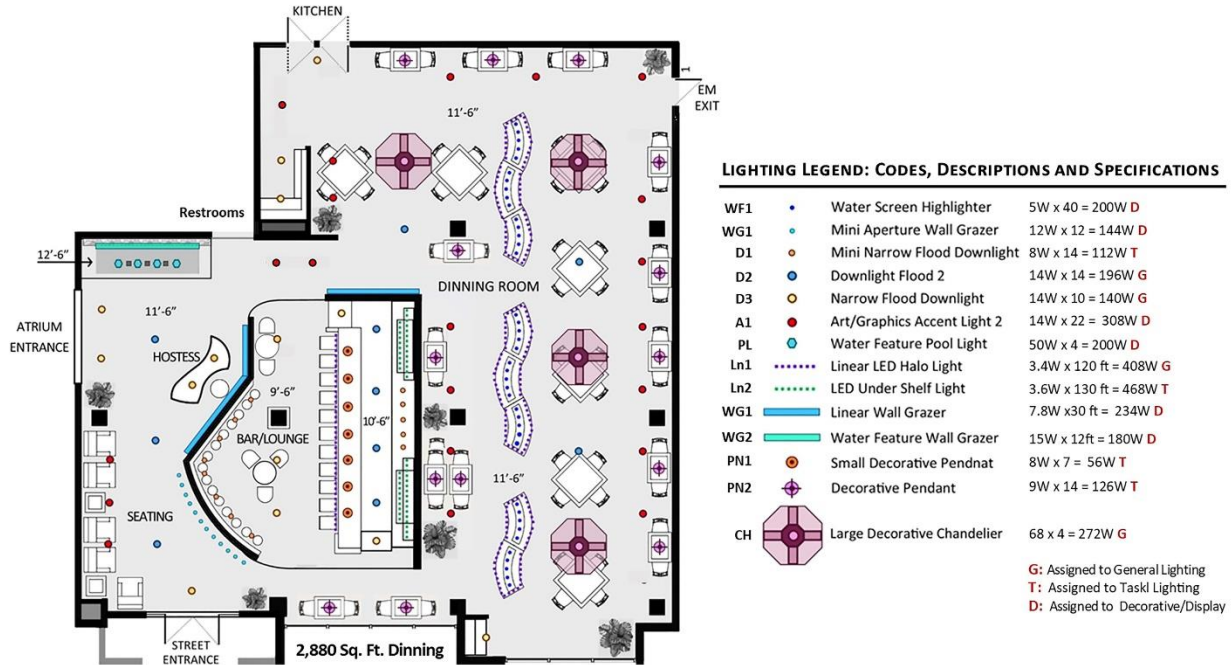 KITCHEN
1
EM
EXIT
11'-6"
Restrooms
12'-6"
DINNING ROOM
11'-6"
ATRIUM
ENTRANCE
HOSTESS
9'-6"
10'-6"
BAR/LOUNGE
11'-6"
SEATING
STREET
ENTRANCE
2,880 Sq. Ft. Dinning
LIGHTING LEGEND: CODES, DESCRIPTIONS AND SPECIFICATIONS
WF1 Water Screen Highlighter 5W x 40 = 200W D
WG1 Mini Aperture Wall Grazer 12W x 12 = 144W D
D1 Mini Narrow Flood Downlight 8W x 14 = 112W T
D2 Downlight Flood 2 14W x 14 = 196W G
D3 Narrow Flood Downlight 14W x 10 = 140W G
A1 Art/Graphics Accent Light 2 14W x 22 = 308W D
PL Water Feature Pool Light 50W x 4 = 200W D
Ln1 Linear LED Halo Light 3.4W x 120 ft = 408W G
Ln2 LED Under Shelf Light 3.6W x 130 ft = 468W T
WG1 Linear Wall Grazer 7.8W x 30 ft = 234W D
WG2 Water Feature Wall Grazer 15W x 12ft = 180W D
PN1 Small Decorative Pendnat 8W x 7 = 56W T
PN2 Decorative Pendant 9W x 14 = 126W T
CH Large Decorative Chandelier 68 x 4 = 272W G
G: Assigned to General Lighting
T: Assigned to Taskl Lighting
D: Assigned to Decorative/Display